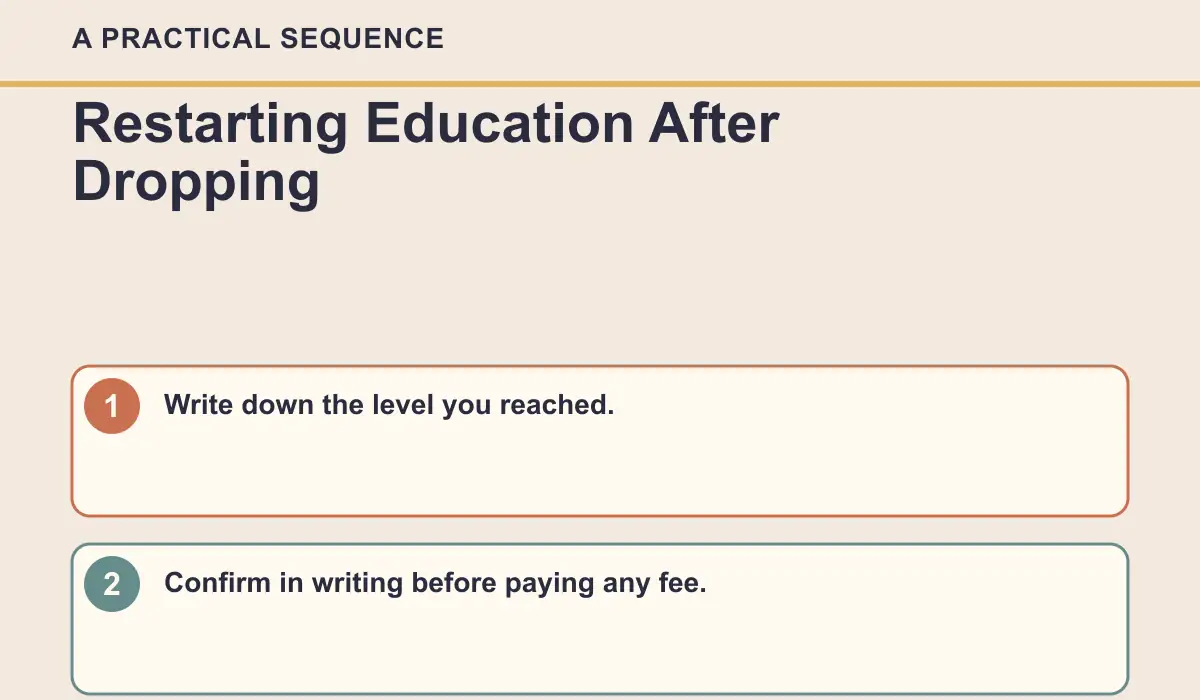 A PRACTICAL SEQUENCE
Restarting Education After
Dropping
1
Write down the level you reached.
2
Confirm in writing before paying any fee.